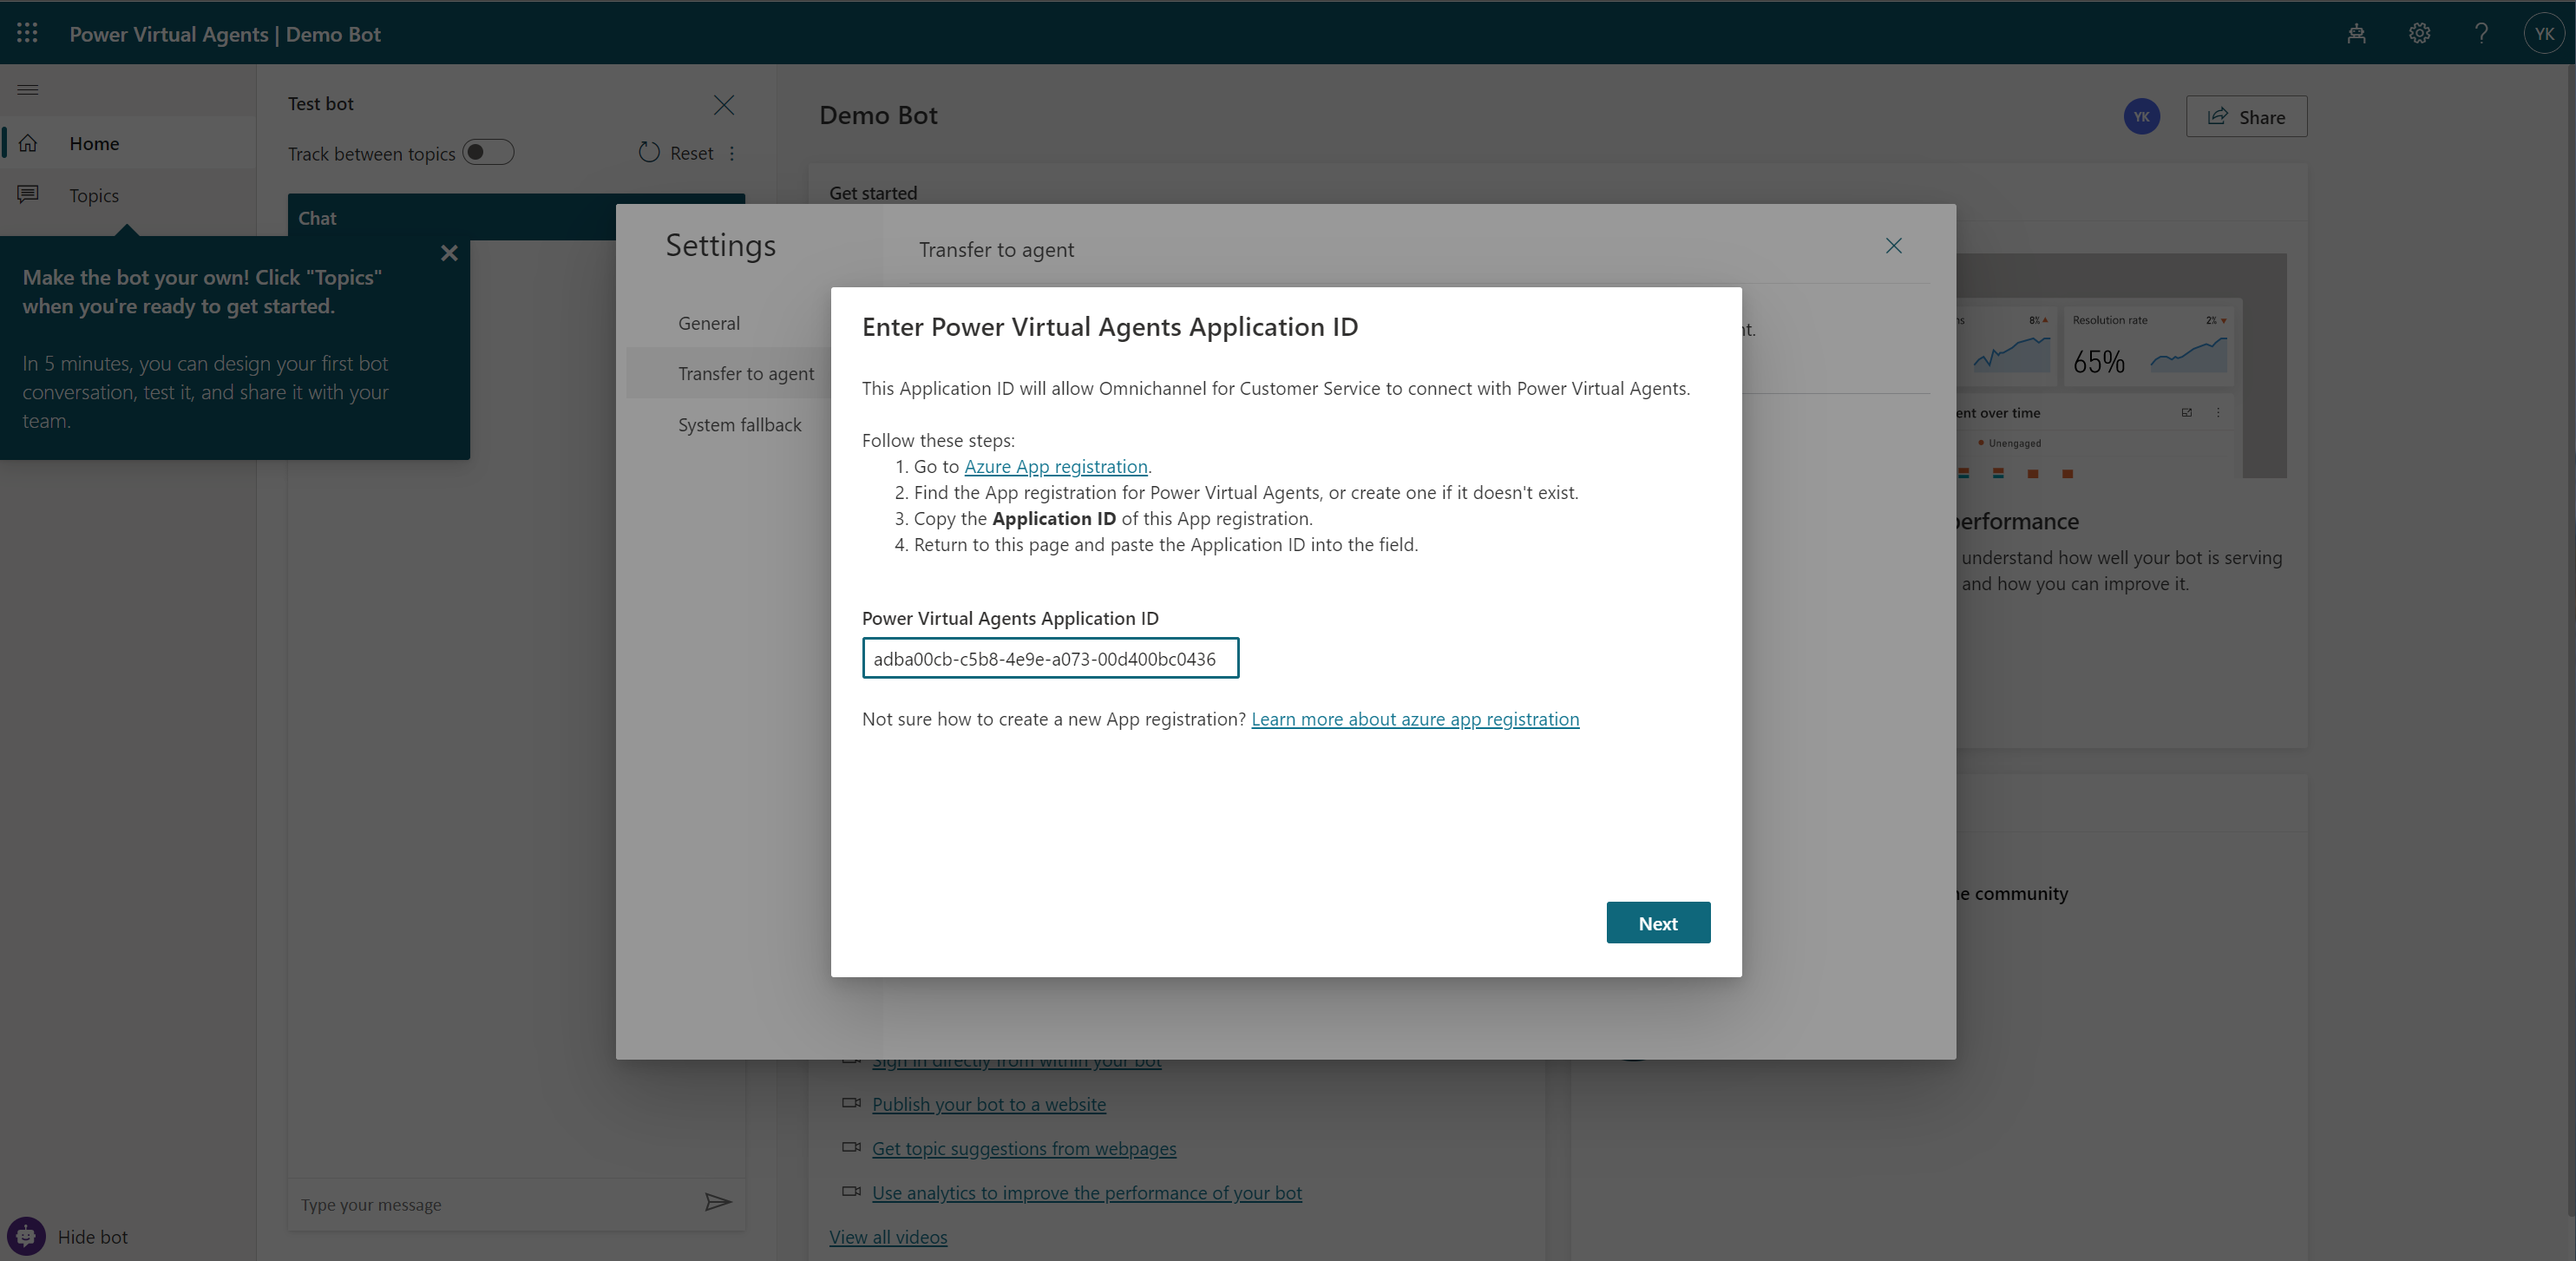 Power Virtual Agents | Demo Bot
YK
Home
Topics
Make the bot your own! Click "Topics"
when you're ready to get started.
In 5 minutes, you can design your first bot
conversation, test it, and share it with your
team.
Hide bot
Test bot
Track between topics
Reset
Chat
Type your message
Demo Bot
YK
Share
Get started
Settings
General
Transfer to agent
System fallback
Transfer to agent
Enter Power Virtual Agents Application ID
This Application ID will allow Omnichannel for Customer Service to connect with Power Virtual Agents.
Follow these steps:
1. Go to Azure App registration.
2. Find the App registration for Power Virtual Agents, or create one if it doesn't exist.
3. Copy the Application ID of this App registration.
4. Return to this page and paste the Application ID into the field.
Power Virtual Agents Application ID
adba00cb-c5b8-4e9e-a073-00d400bc0436
Not sure how to create a new App registration? Learn more about azure app registration
Next
8%
Resolution rate
2%
65%
over time
Unengaged
performance
understand how well your bot is serving
and how you can improve it.
community
Sign in directly from within your bot
Publish your bot to a website
Get topic suggestions from webpages
Use analytics to improve the performance of your bot
View all videos